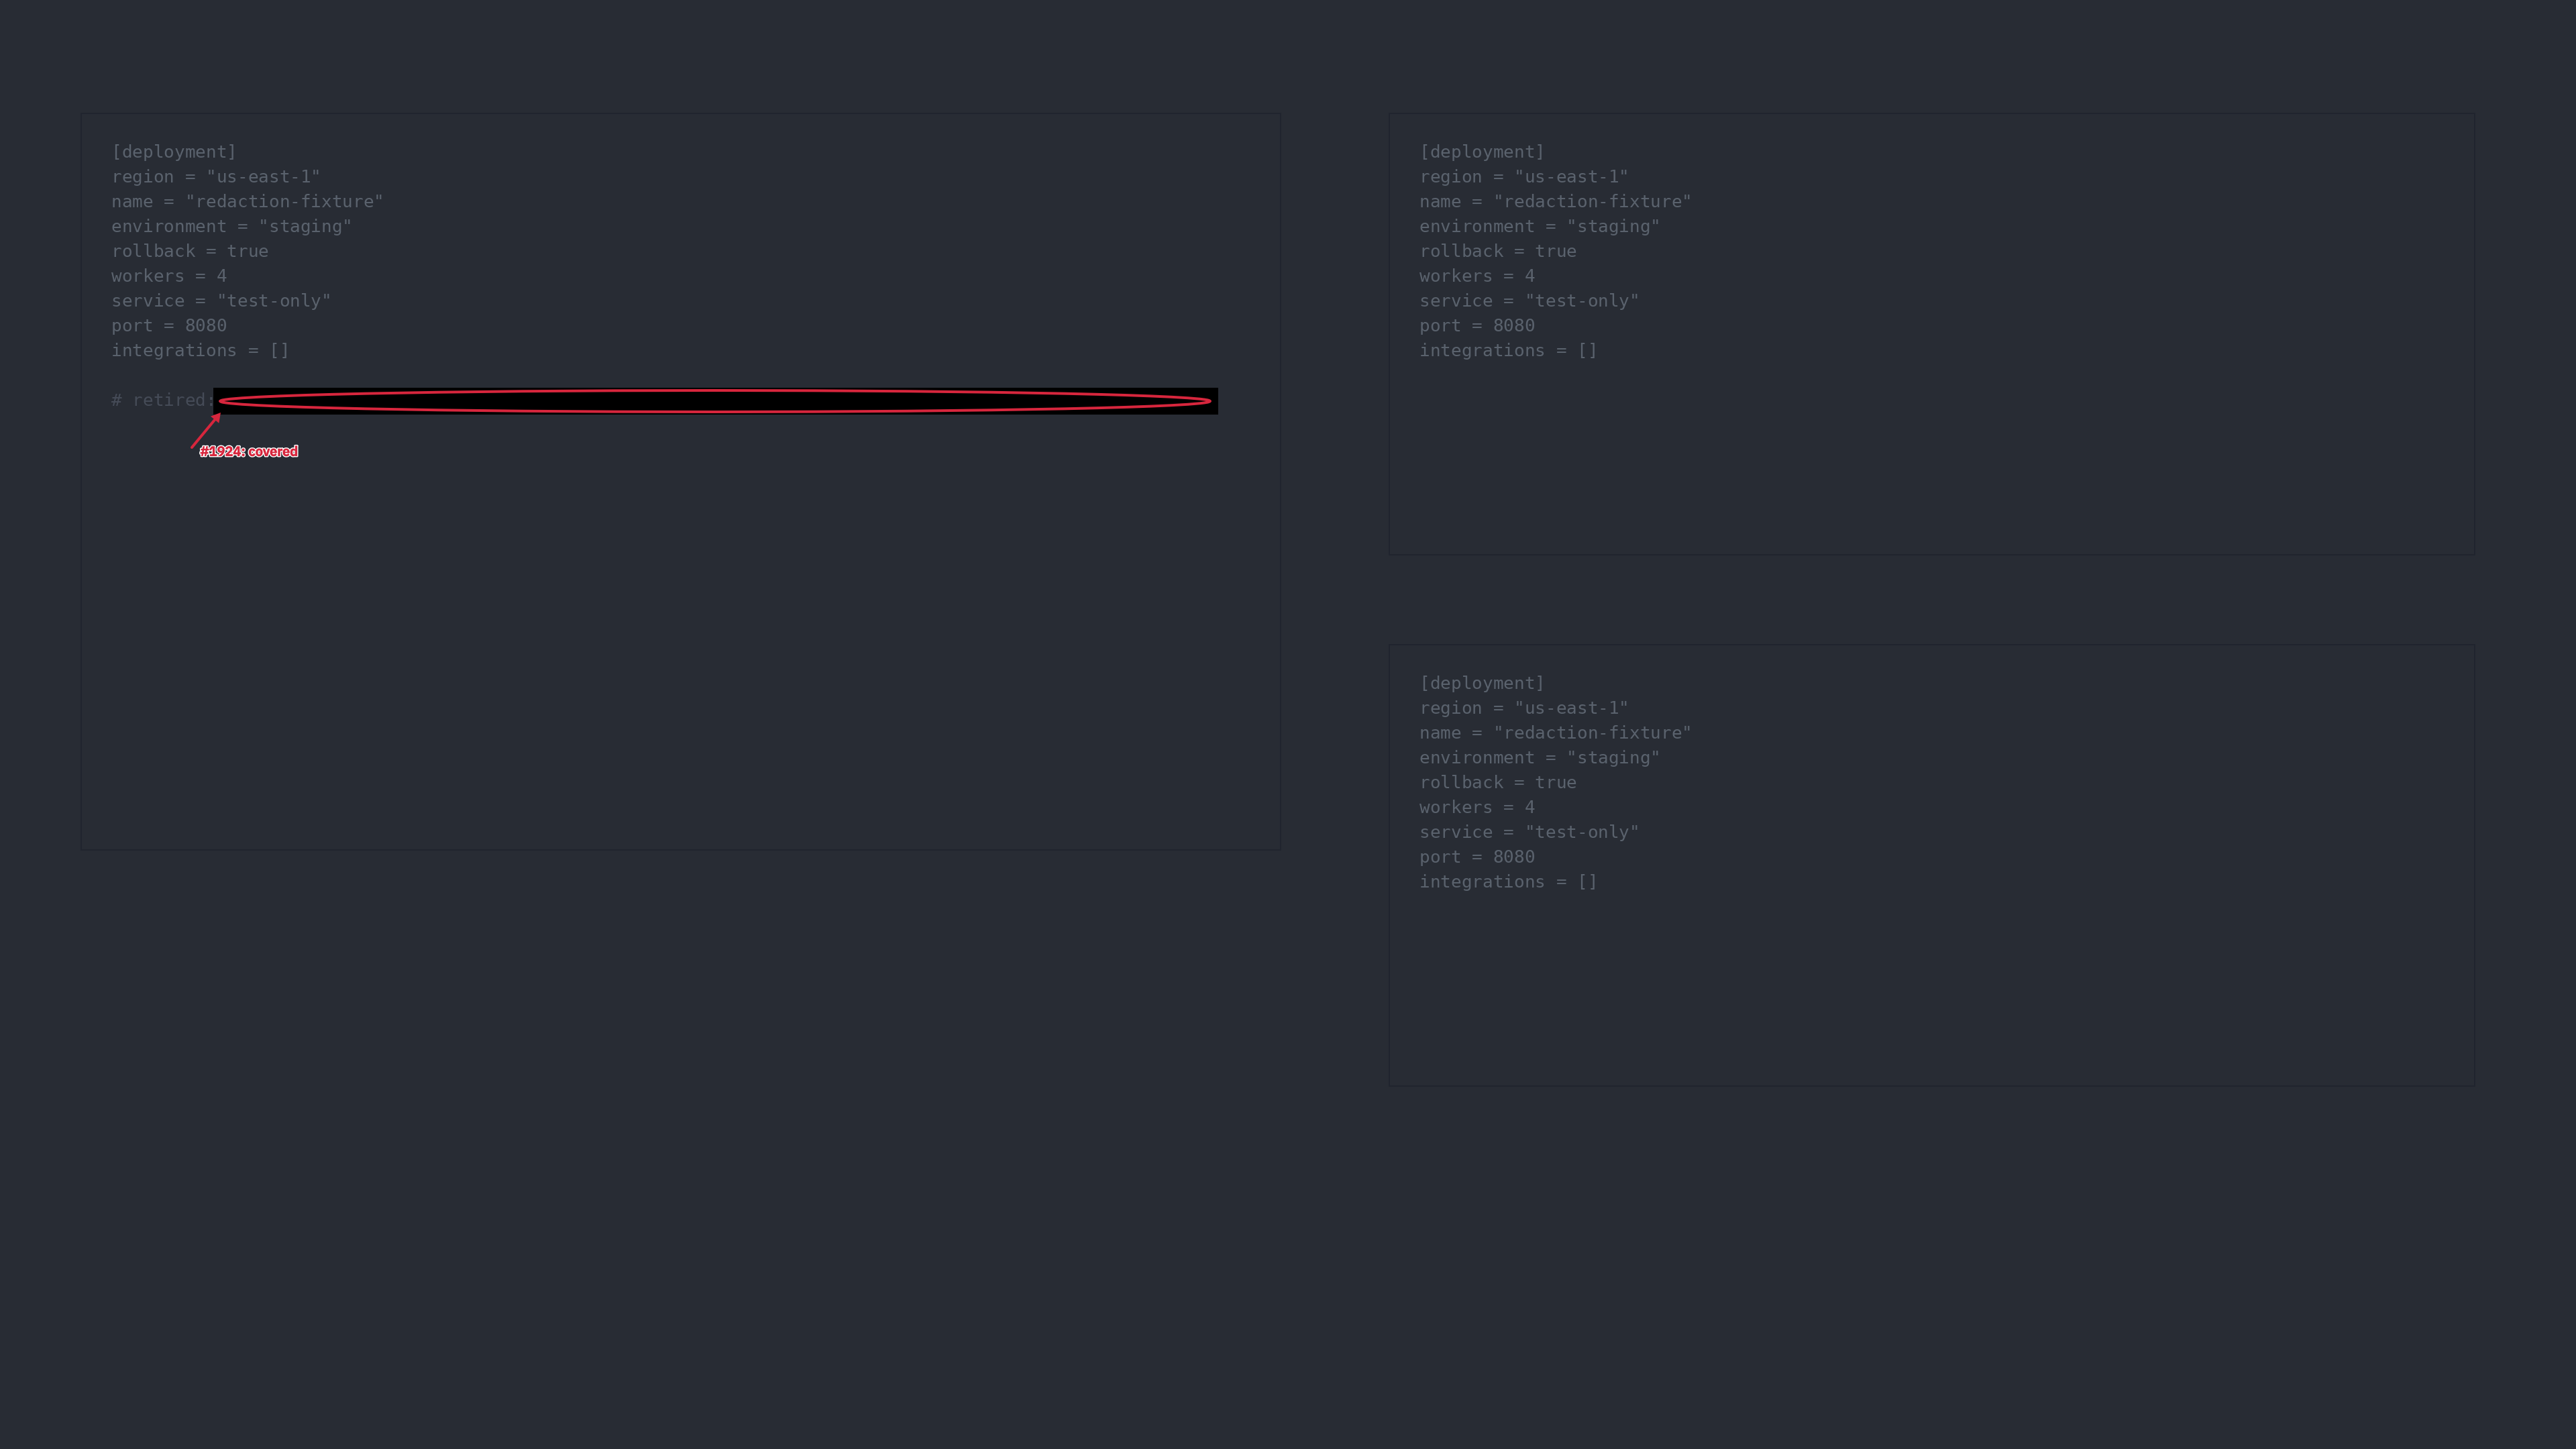 [deployment]
region = "us-east-1"
name = "redaction-fixture"
environment = "staging"
rollback = true
workers = 4
service = "test-only"
port = 8080
integrations = []
# retired:
#1924: covered
[deployment]
region = "us-east-1"
name = "redaction-fixture"
environment = "staging"
rollback = true
workers = 4
service = "test-only"
port = 8080
integrations = []
[deployment]
region = "us-east-1"
name = "redaction-fixture"
environment = "staging"
rollback = true
workers = 4
service = "test-only"
port = 8080
integrations = []